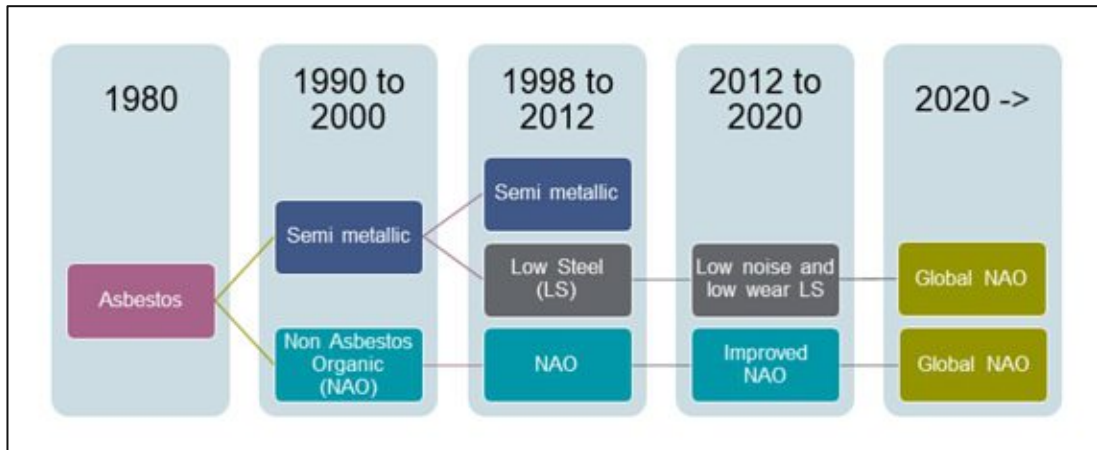 1980
Asbestos
1990 to
2000
Semi metallic
Non Asbestos
Organic
(NAO)
1998 to
2012
Semi metallic
Low Steel
(LS)
NAO
2012 to
2020
Low noise and
low wear LS
Improved
NAO
2020 ->
Global NAO
Global NAO